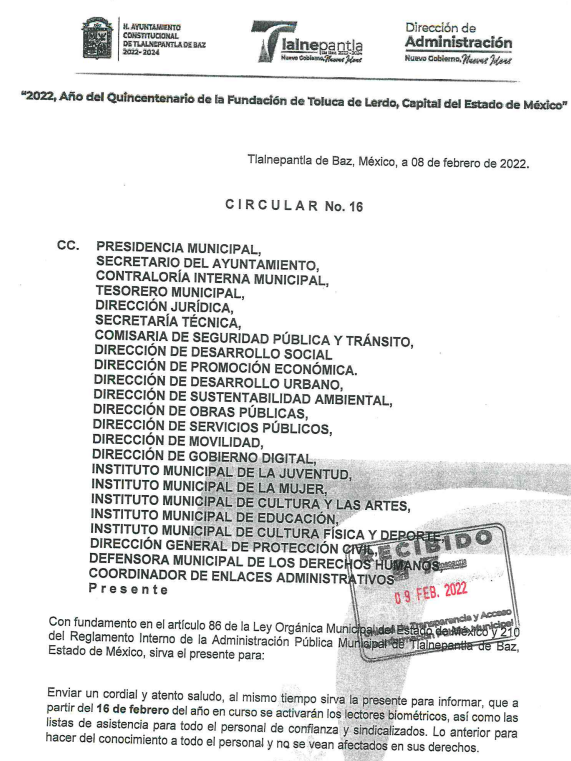 H. AYUNTAMIENTO
CONSTITUCIONAL
DE TLALNEPANTLA DE BAZ
2022-2024
Tlalnepantla
de Baz 2022-2024
Nuevo Gobierno, Nuevas Ideas
Dirección de
Administración
Nuevo Gobierno, Nuevas Ideas
"2022, Año del Quincentenario de la Fundación de Toluca de Lerdo, Capital del Estado de México"
Tlalnepantla de Baz, México, a 08 de febrero de 2022.
CIRCULAR No. 16
CC. PRESIDENCIA MUNICIPAL,
SECRETARIO DEL AYUNTAMIENTO,
CONTRALORÍA INTERNA MUNICIPAL,
TESORERO MUNICIPAL,
DIRECCIÓN JURÍDICA,
SECRETARÍA TÉCNICA,
COMISARIA DE SEGURIDAD PÚBLICA Y TRÁNSITO,
DIRECCIÓN DE DESARROLLO SOCIAL
DIRECCIÓN DE PROMOCIÓN ECONÓMICA.
DIRECCIÓN DE DESARROLLO URBANO,
DIRECCIÓN DE SUSTENTABILIDAD AMBIENTAL,
DIRECCIÓN DE OBRAS PÚBLICAS,
DIRECCIÓN DE SERVICIOS PÚBLICOS,
DIRECCIÓN DE MOVILIDAD,
DIRECCIÓN DE GOBIERNO DIGITAL,
INSTITUTO MUNICIPAL DE LA JUVENTUD,
INSTITUTO MUNICIPAL DE LA MUJER,
INSTITUTO MUNICIPAL DE CULTURA Y LAS ARTES,
INSTITUTO MUNICIPAL DE EDUCACIÓN,
INSTITUTO MUNICIPAL DE CULTURA FÍSICA Y DEPORTE,
DIRECCIÓN GENERAL DE PROTECCIÓN CIVIL,
DEFENSORA MUNICIPAL DE LOS DERECHOS HUMANOS,
COORDINADOR DE ENLACES ADMINISTRATIVOS
Presente
RECIBIDO
09 FEB. 2022
de Transparencia y Acceso
Información Municipal
Con fundamento en el artículo 86 de la Ley Orgánica Municipal del Estado de México y 210
del Reglamento Interno de la Administración Pública Municipal de Tlalnepantla de Baz,
Estado de México, sirva el presente para:
Enviar un cordial y atento saludo, al mismo tiempo sirva la presente para informar, que a
partir del 16 de febrero del año en curso se activarán los lectores biométricos, así como las
listas de asistencia para todo el personal de confianza y sindicalizados. Lo anterior para
hacer del conocimiento a todo el personal y no se vean afectados en sus derechos.